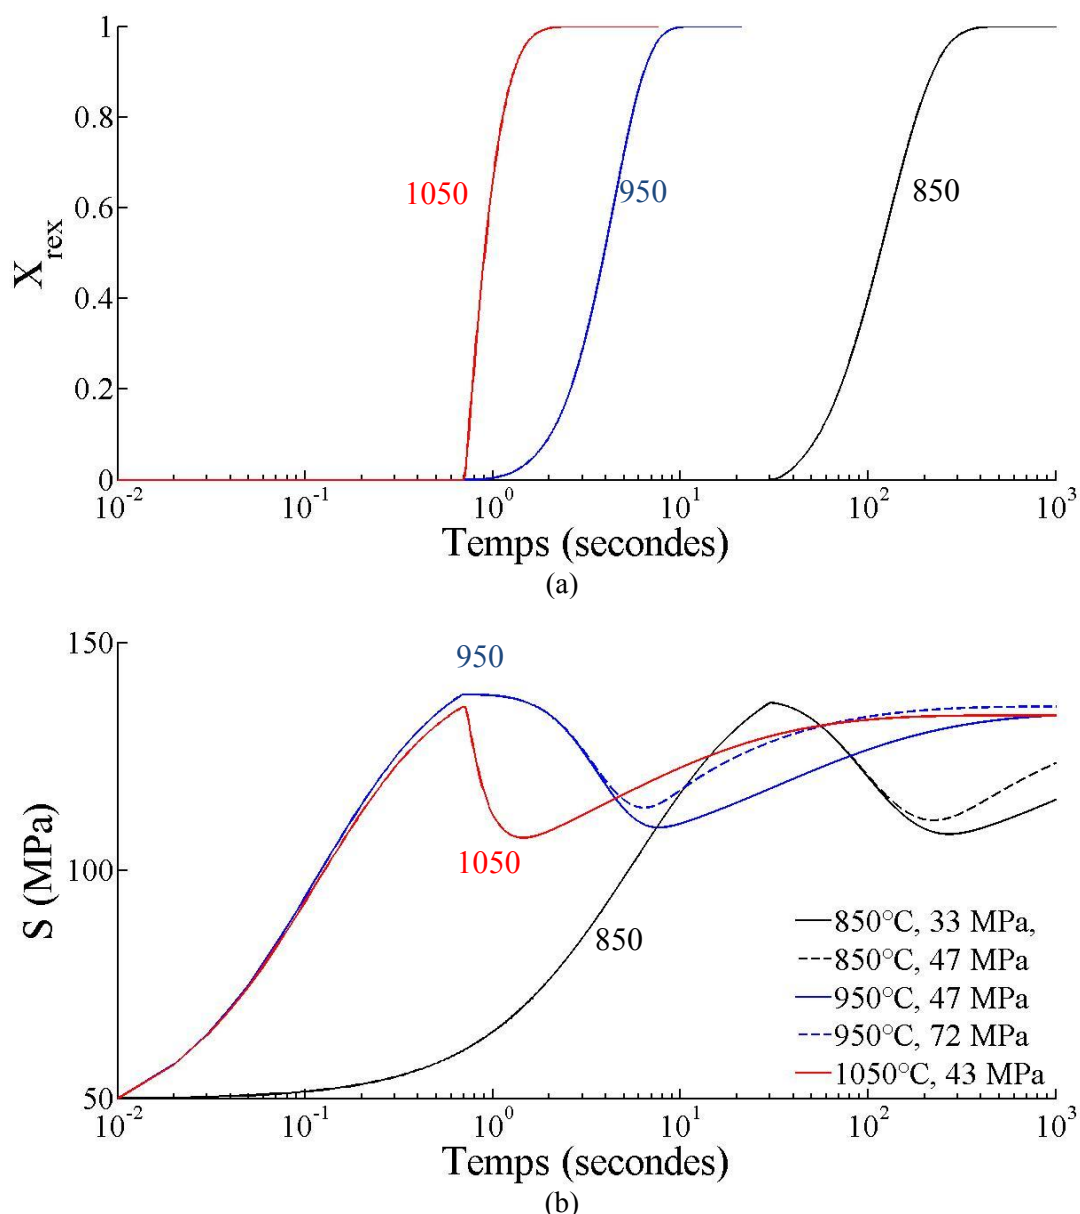 1
0.8
0.6
0.4
0.2
0
X_rex
1050
950
850
10^-2 10^-1 10^0 10^1 10^2 10^3
Temps (secondes)
(a)
150
100
50
S (MPa)
950
1050
850
850°C, 33 MPa,
850°C, 47 MPa
950°C, 47 MPa
950°C, 72 MPa
1050°C, 43 MPa
10^-2 10^-1 10^0 10^1 10^2 10^3
Temps (secondes)
(b)